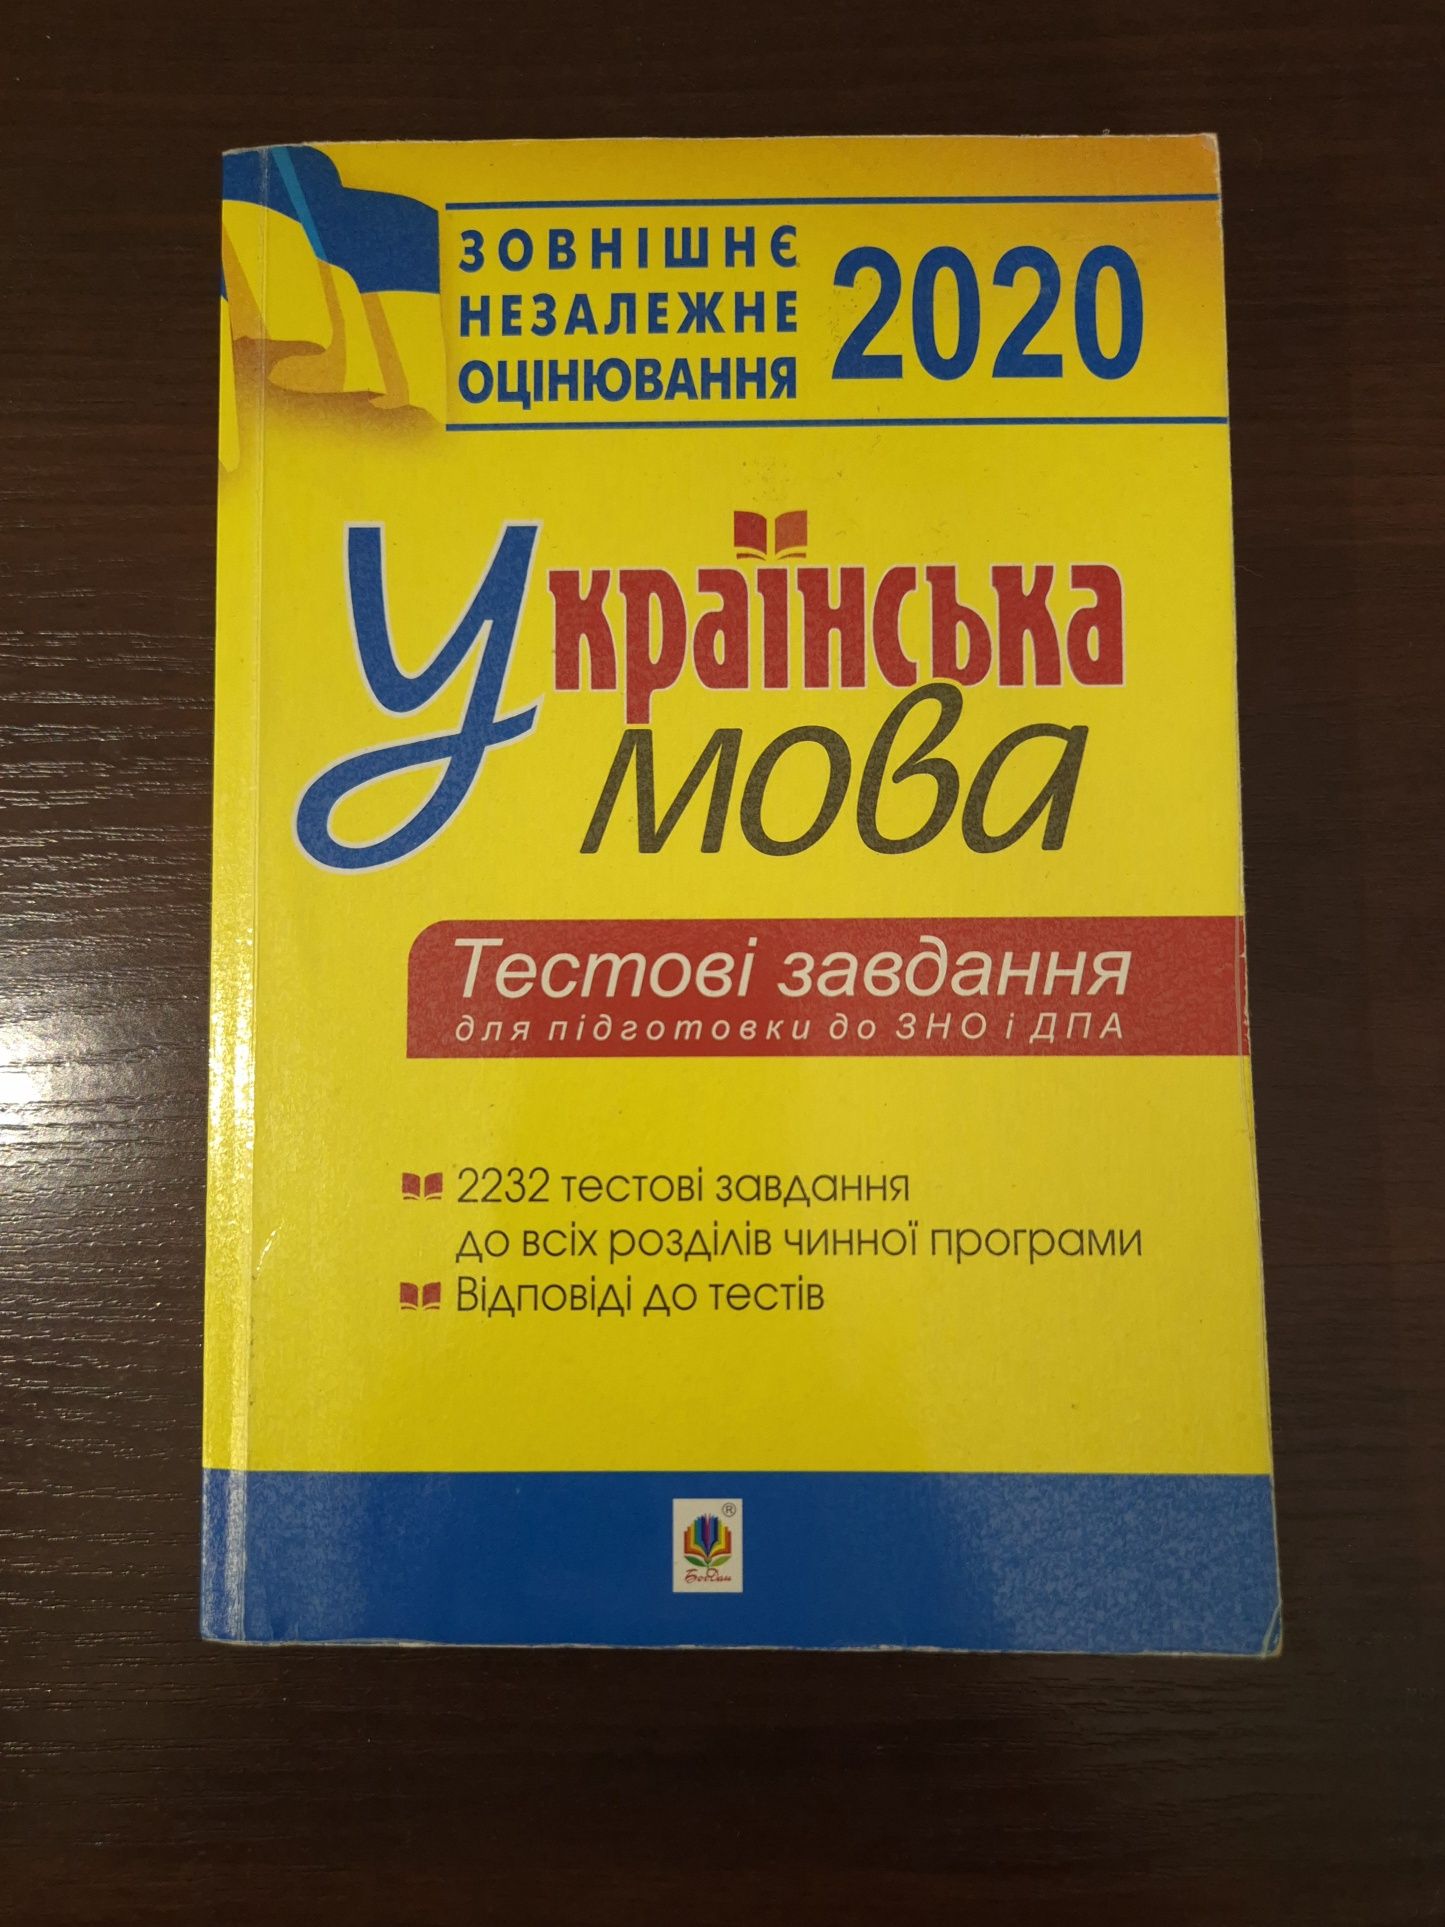 ЗОВНІШНЄ
НЕЗАЛЕЖНЕ
ОЦІНЮВАННЯ
2020
Українська
мова
Тестові завдання
для підготовки до ЗНО і ДПА
2232 тестові завдання
до всіх розділів чинної програми
Відповіді до тестів
®
Богдан